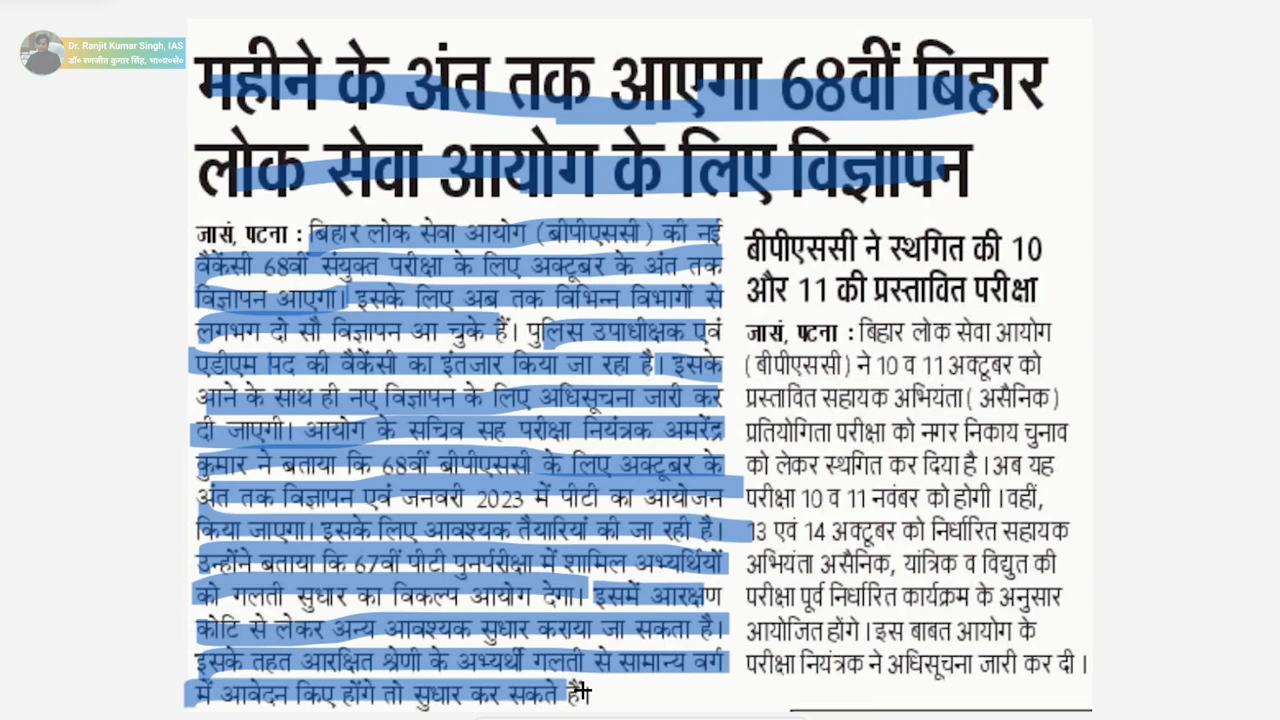 Dr. Ranjit Kumar Singh, IAS
डॉ० रणजीत कुमार सिंह, भा०प्र०से०
महीने के अंत तक आएगा 68वीं बिहार
लोक सेवा आयोग के लिए विज्ञापन
जासं, पटना : बिहार लोक सेवा आयोग (बीपीएससी) की नई
वैकेंसी 68वीं संयुक्त परीक्षा के लिए अक्टूबर के अंत तक
विज्ञापन आएगा। इसके लिए अब तक विभिन्न विभागों से
लगभग दो सौ विज्ञापन आ चुके हैं। पुलिस उपाधीक्षक एवं
एडीएम पद की वैकेंसी का इंतजार किया जा रहा है। इसके
आने के साथ ही नए विज्ञापन के लिए अधिसूचना जारी कर
दी जाएगी। आयोग के सचिव सह परीक्षा नियंत्रक अमरेंद्र
कुमार ने बताया कि 68वीं बीपीएससी के लिए अक्टूबर के
अंत तक विज्ञापन एवं जनवरी 2023 में पीटी का आयोजन
किया जाएगा। इसके लिए आवश्यक तैयारियां की जा रही है।
उन्होंने बताया कि 67वीं पीटी पुनर्परीक्षा में शामिल अभ्यर्थियों
को गलती सुधार का विकल्प आयोग देगा। इसमें आरक्षण
कोटि से लेकर अन्य आवश्यक सुधार कराया जा सकता है।
इसके तहत आरक्षित श्रेणी के अभ्यर्थी गलती से सामान्य वर्ग
में आवेदन किए होंगे तो सुधार कर सकते हैं।
बीपीएससी ने स्थगित की 10
और 11 की प्रस्तावित परीक्षा
जासं, पटना : बिहार लोक सेवा आयोग
(बीपीएससी) ने 10 व 11 अक्टूबर को
प्रस्तावित सहायक अभियंता ( असैनिक )
प्रतियोगिता परीक्षा को नगर निकाय चुनाव
को लेकर स्थगित कर दिया है । अब यह
परीक्षा 10 व 11 नवंबर को होगी । वहीं,
13 एवं 14 अक्टूबर को निर्धारित सहायक
अभियंता असैनिक, यांत्रिक व विद्युत की
परीक्षा पूर्व निर्धारित कार्यक्रम के अनुसार
आयोजित होंगे । इस बाबत आयोग के
परीक्षा नियंत्रक ने अधिसूचना जारी कर दी ।